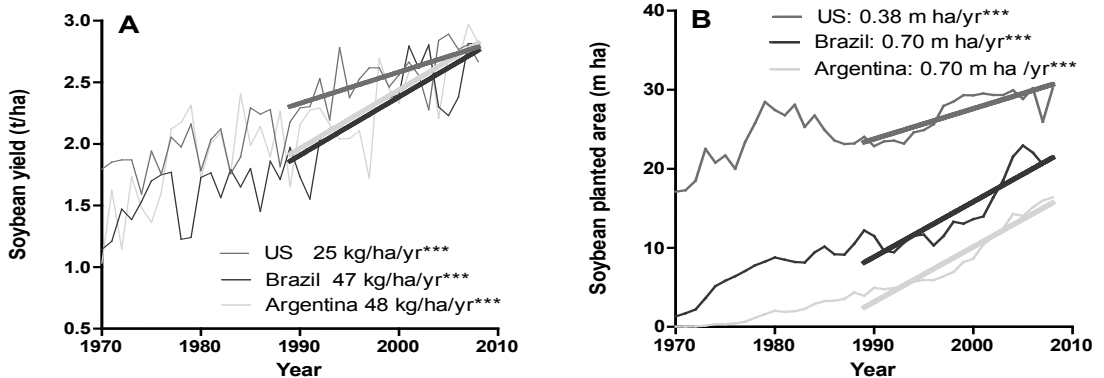 A
Soybean yield (t/ha)
3.0
2.5
2.0
1.5
1.0
0.5
US 25 kg/ha/yr***
Brazil 47 kg/ha/yr***
Argentina 48 kg/ha/yr***
1970 1980 1990 2000 2010
Year
B
Soybean planted area (m ha)
40
30
20
10
0
US: 0.38 m ha/yr***
Brazil: 0.70 m ha/yr***
Argentina: 0.70 m ha /yr***
1970 1980 1990 2000 2010
Year